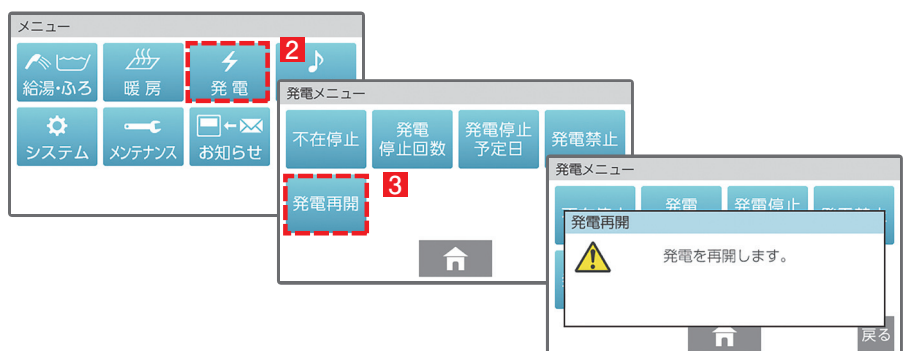 メニュー
給湯・ふろ
暖房
発電
2
システム
メンテナンス
お知らせ
発電メニュー
不在停止
発電
停止回数
発電停止
予定日
発電禁止
発電再開
3
発電メニュー
発電
発電停止
発電再開
発電を再開します。
戻る